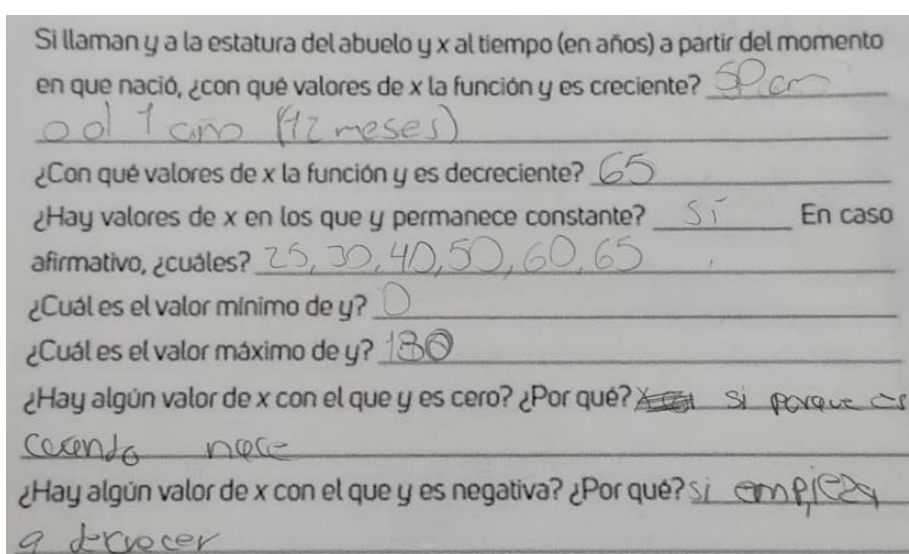 Si llaman y a la estatura del abuelo y x al tiempo (en años) a partir del momento
en que nació, ¿con qué valores de x la función y es creciente? 50 cm
o al 1 año (12 meses)
¿Con qué valores de x la función y es decreciente? 65
¿Hay valores de x en los que y permanece constante? Sí En caso
afirmativo, ¿cuáles? 25, 30, 40, 50, 60, 65
¿Cuál es el valor mínimo de y? 0
¿Cuál es el valor máximo de y? 180
¿Hay algún valor de x con el que y es cero? ¿Por qué? si porque es
cuando nace
¿Hay algún valor de x con el que y es negativa? ¿Por qué? si empieza
a decrecer